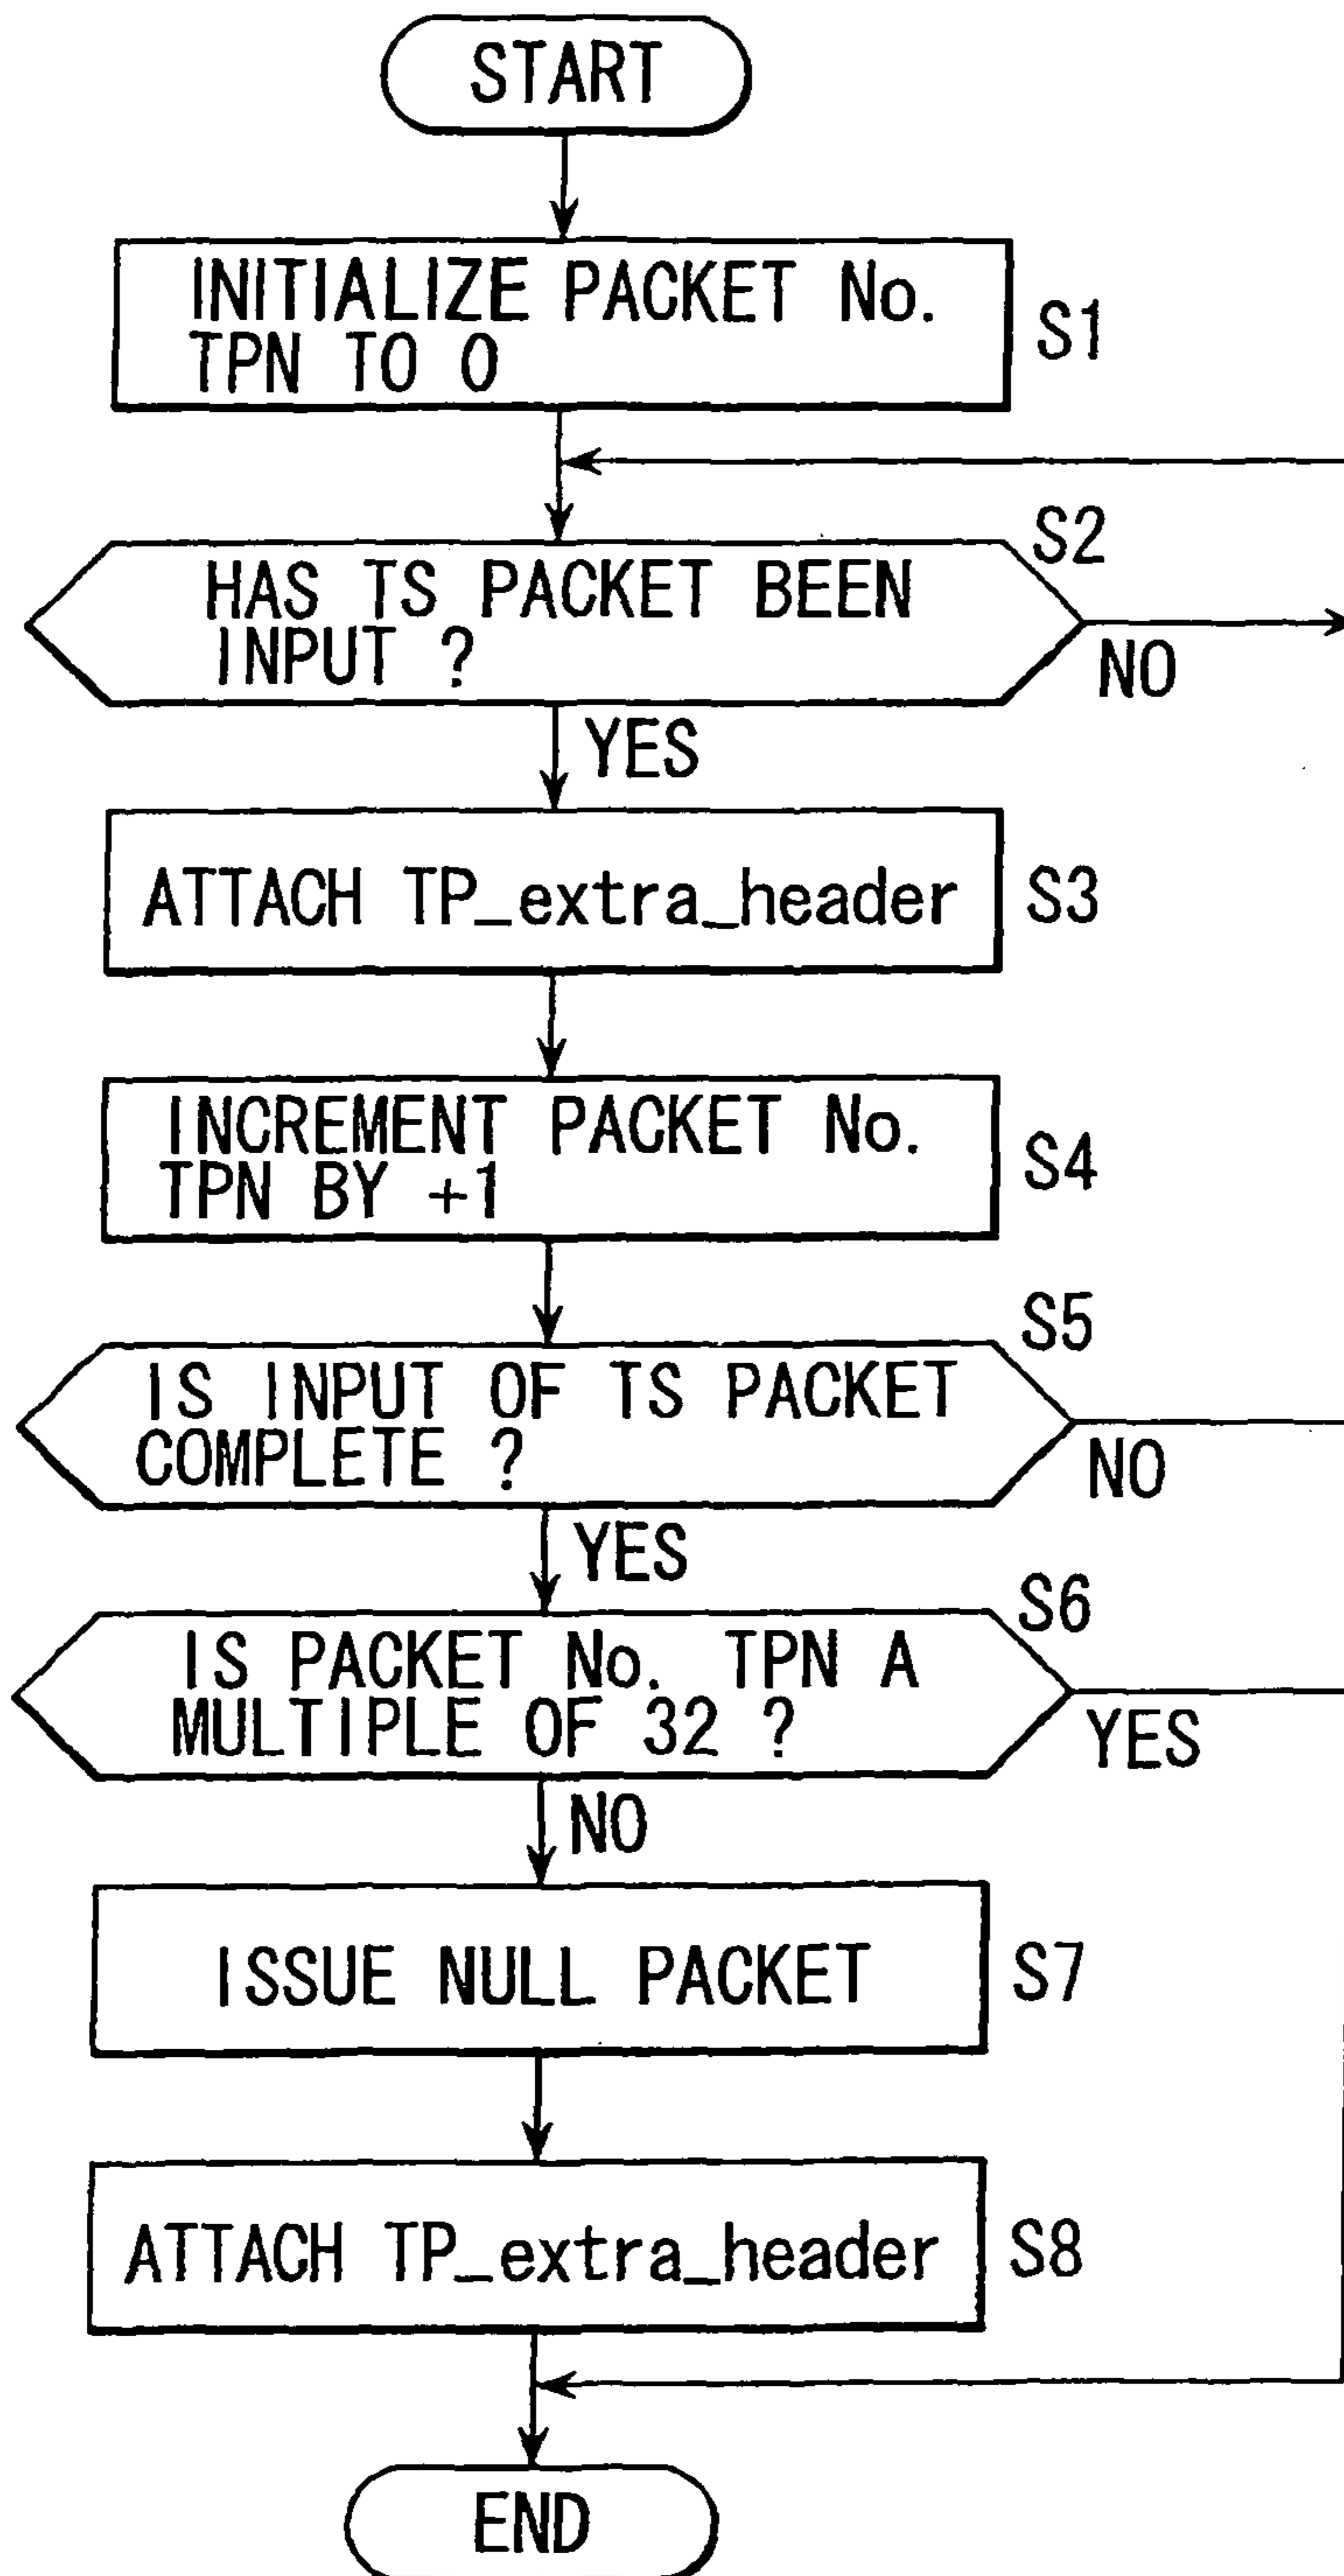 START
INITIALIZE PACKET No.
TPN TO 0
S1
S2
HAS TS PACKET BEEN
INPUT ?
NO
YES
ATTACH TP_extra_header
S3
INCREMENT PACKET No.
TPN BY +1
S4
S5
IS INPUT OF TS PACKET
COMPLETE ?
NO
YES
S6
IS PACKET No. TPN A
MULTIPLE OF 32 ?
YES
NO
ISSUE NULL PACKET
S7
ATTACH TP_extra_header
S8
END